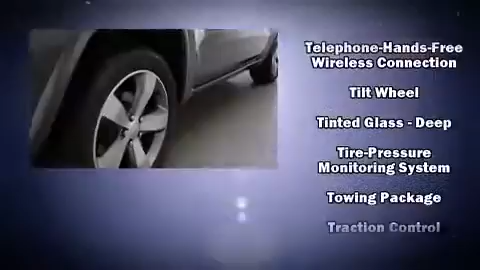 Telephone-Hands-Free
Wireless Connection
Tilt Wheel
Tinted Glass - Deep
Tire-Pressure
Monitoring System
Towing Package
Traction Control